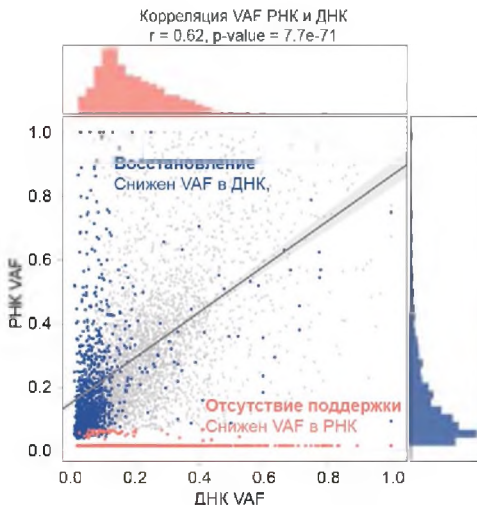 Корреляция VAF РНК и ДНК
r = 0.62, p-value = 7.7e-71
1.0
0.8
0.6
0.4
0.2
0.0
РНК VAF
Восстановление
Снижен VAF в ДНК,
Отсутствие поддержки
Снижен VAF в РНК
0.0 0.2 0.4 0.6 0.8 1.0
ДНК VAF